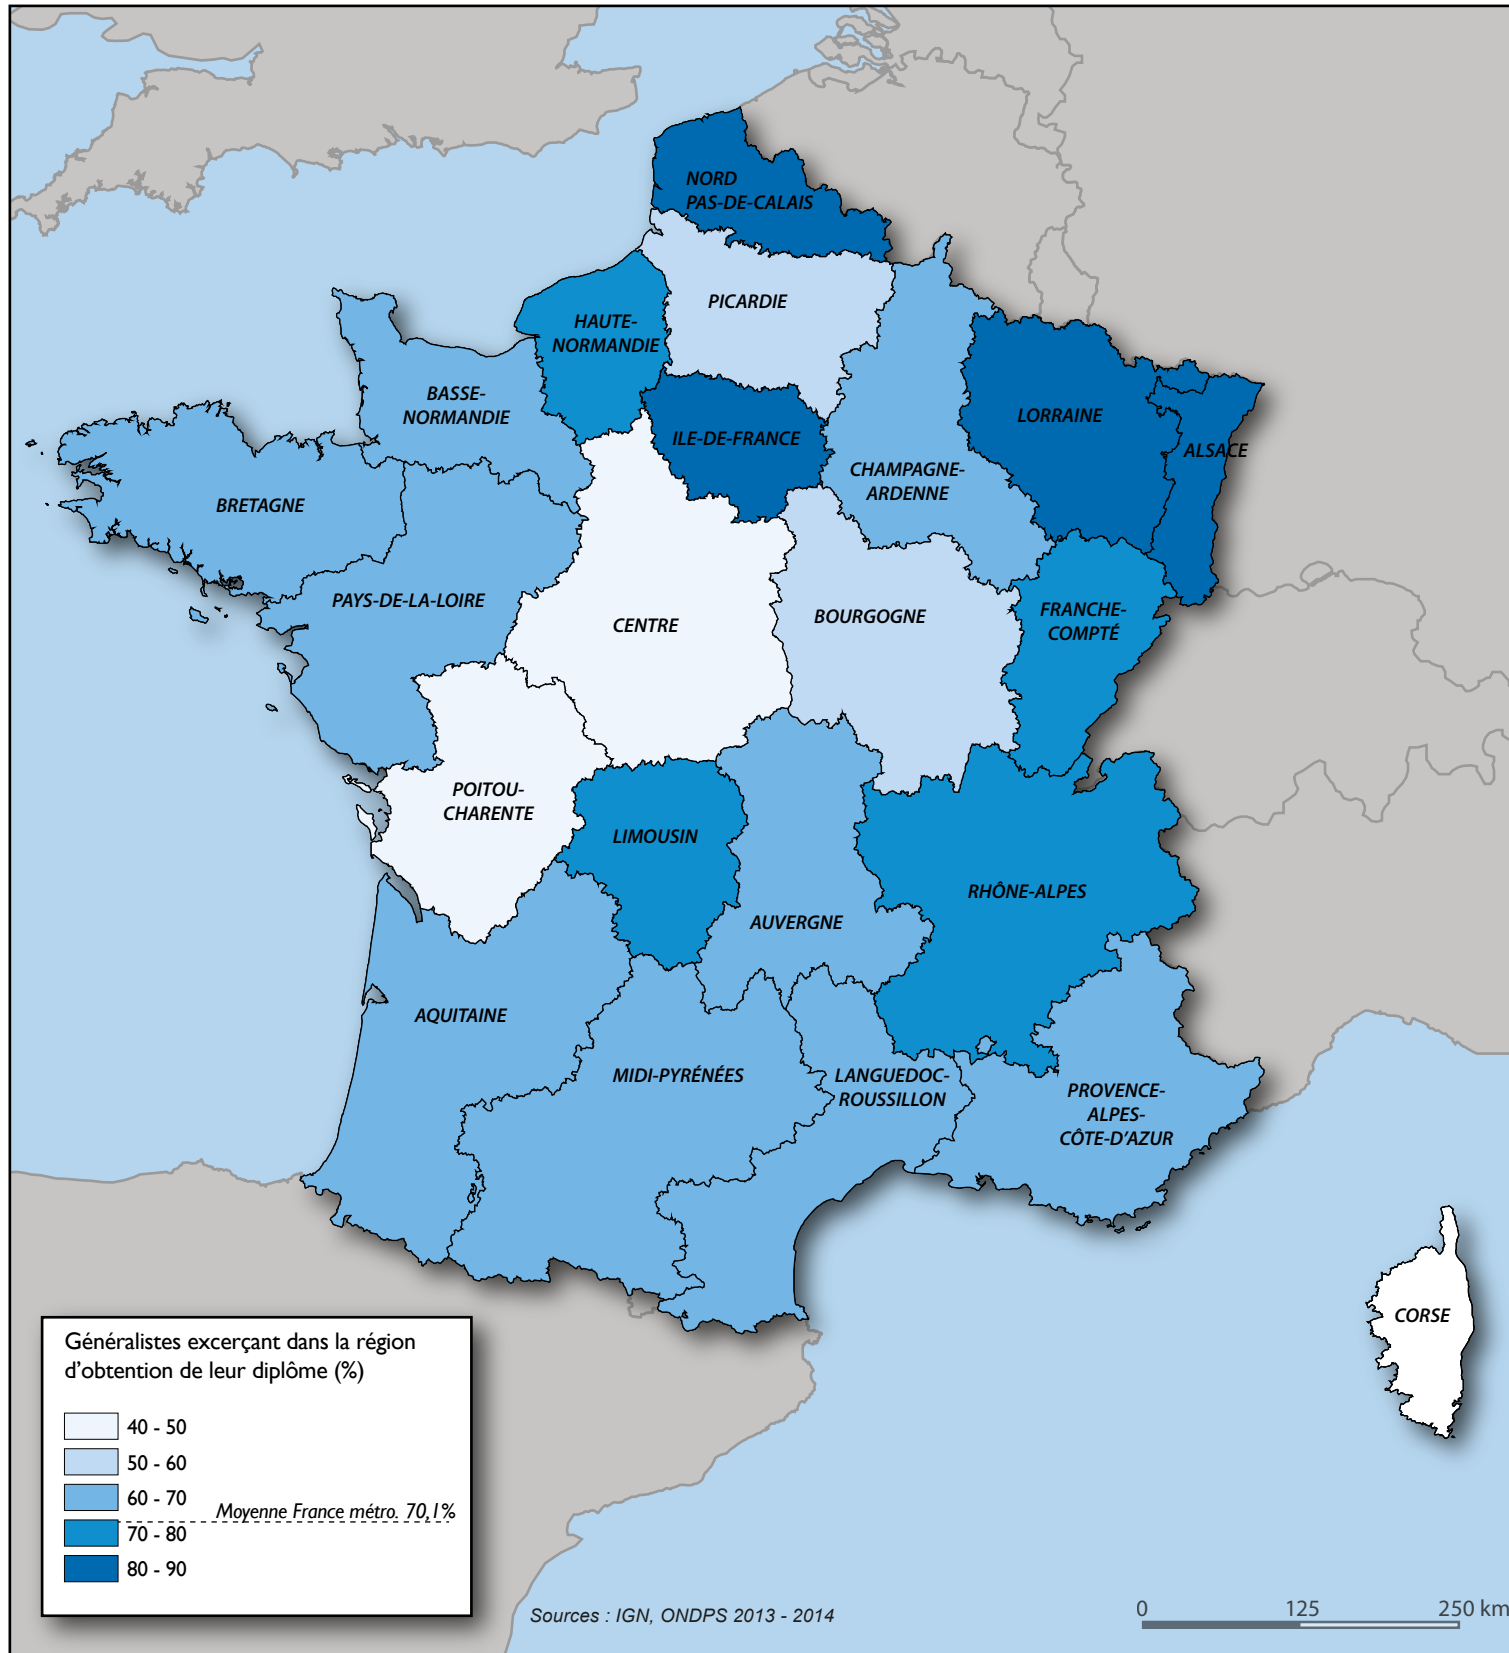 NORD
PAS-DE-CALAIS
PICARDIE
HAUTE-
NORMANDIE
BASSE-
NORMANDIE
LORRAINE
ILE-DE-FRANCE
ALSACE
CHAMPAGNE-
ARDENNE
BRETAGNE
PAYS-DE-LA-LOIRE
CENTRE
BOURGOGNE
FRANCHE-
COMPTÉ
POITOU-
CHARENTE
LIMOUSIN
RHÔNE-ALPES
AUVERGNE
AQUITAINE
MIDI-PYRÉNÉES
LANGUEDOC-
ROUSSILLON
PROVENCE-
ALPES-
CÔTE-D'AZUR
CORSE
Généralistes excerçant dans la région
d'obtention de leur diplôme (%)
40 - 50
50 - 60
60 - 70
Moyenne France métro. 70,1%
70 - 80
80 - 90
Sources : IGN, ONDPS 2013 - 2014
0 125 250 km